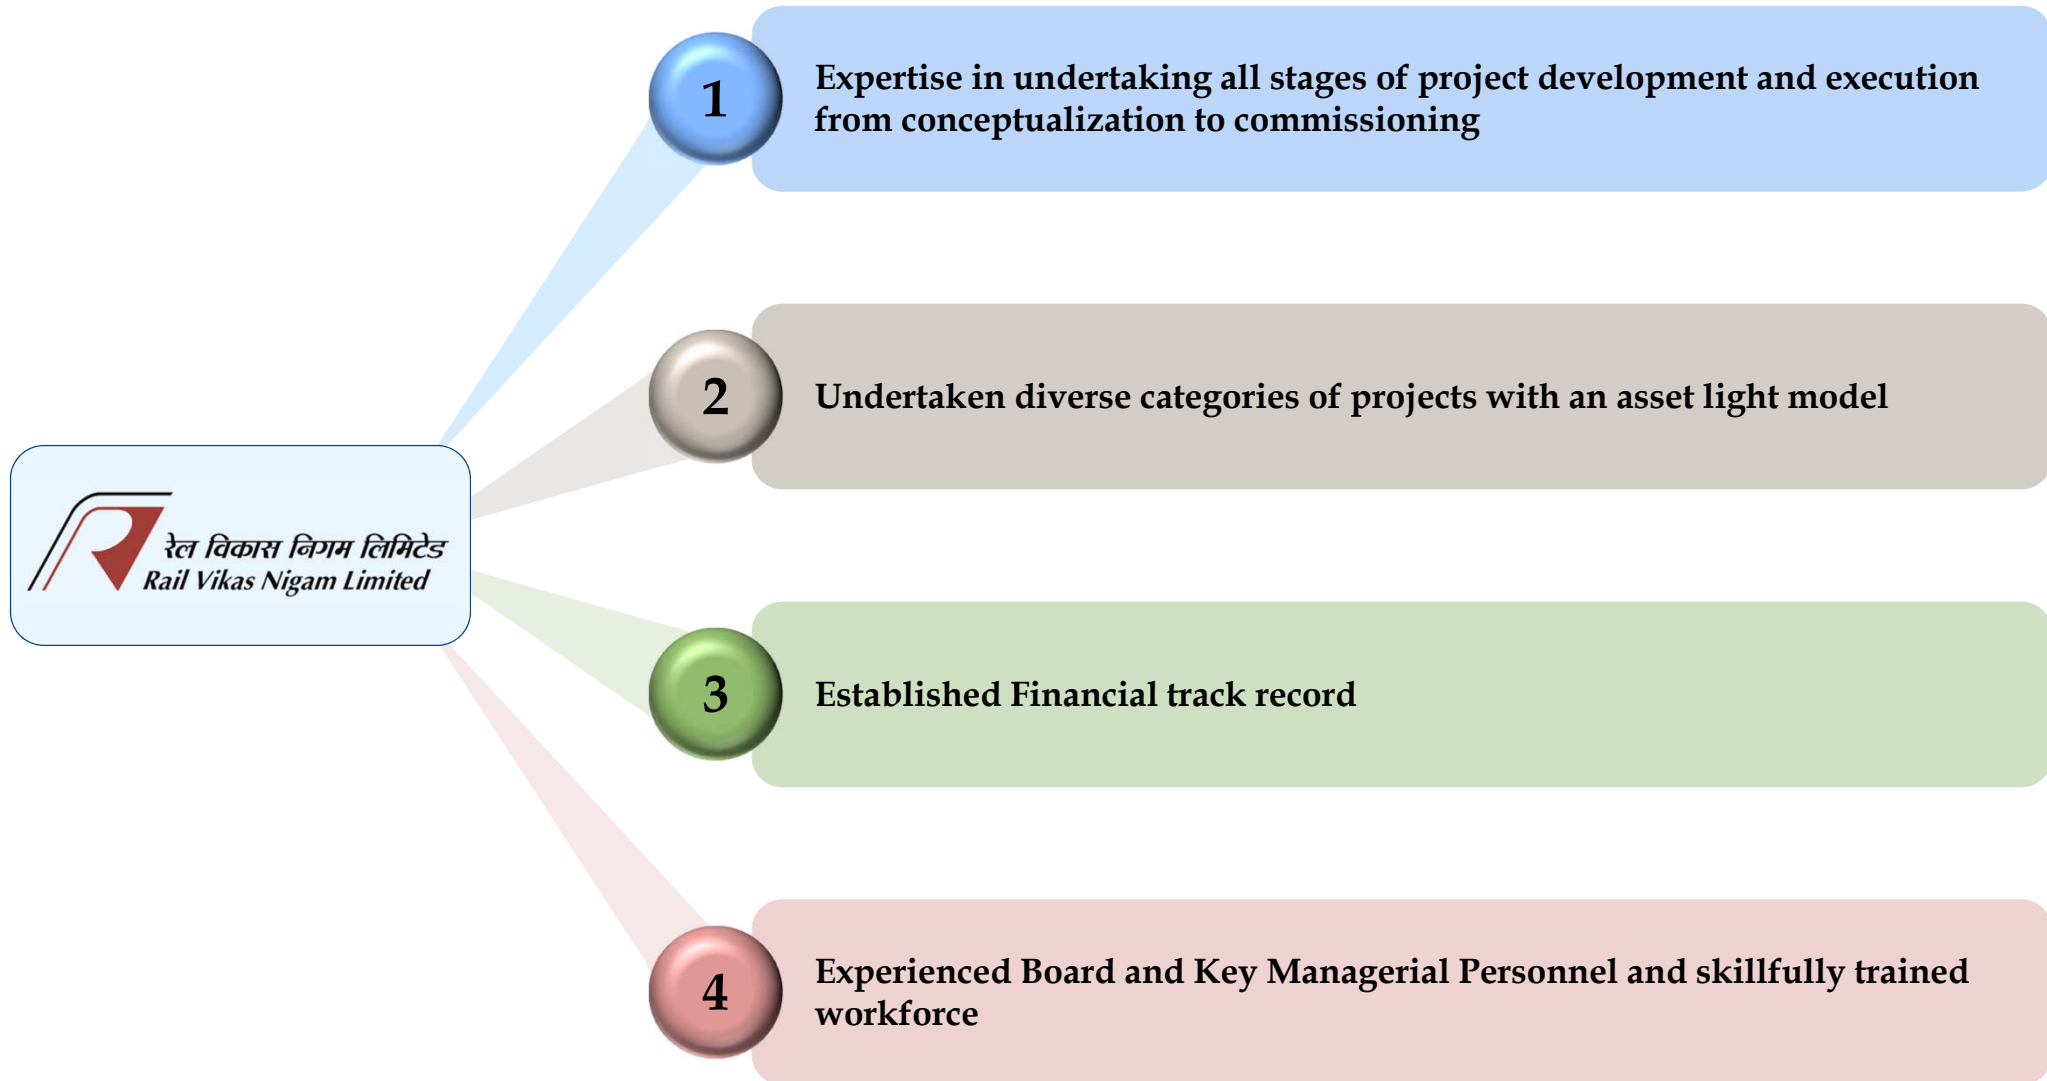 1
Expertise in undertaking all stages of project development and execution
from conceptualization to commissioning
2
Undertaken diverse categories of projects with an asset light model
रेल विकास निगम लिमिटेड
Rail Vikas Nigam Limited
3
Established Financial track record
4
Experienced Board and Key Managerial Personnel and skillfully trained
workforce